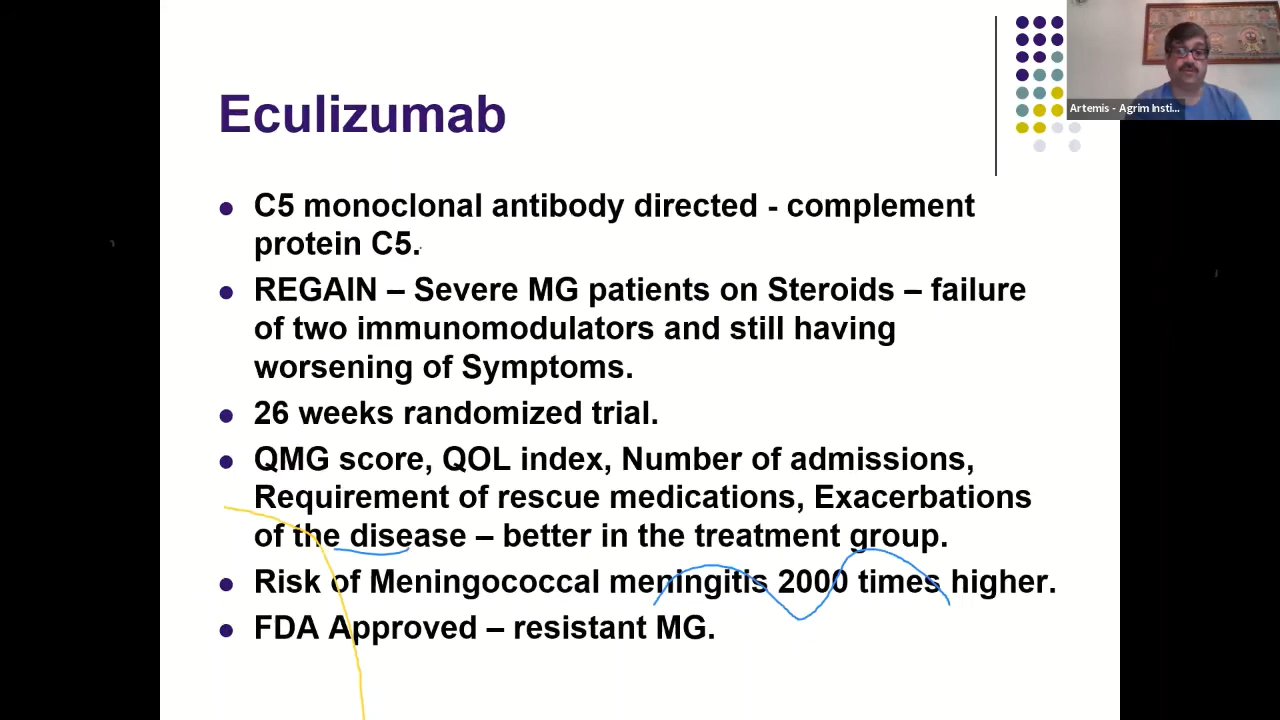 Eculizumab
Artemis - Agrim Insti...
C5 monoclonal antibody directed - complement
protein C5.
REGAIN – Severe MG patients on Steroids – failure
of two immunomodulators and still having
worsening of Symptoms.
26 weeks randomized trial.
QMG score, QOL index, Number of admissions,
Requirement of rescue medications, Exacerbations
of the disease – better in the treatment group.
Risk of Meningococcal meningitis 2000 times higher.
FDA Approved – resistant MG.